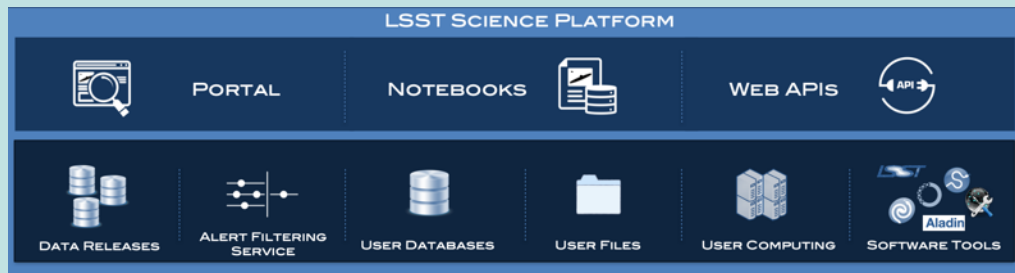 LSST SCIENCE PLATFORM
PORTAL
NOTEBOOKS
WEB APIS
API
DATA RELEASES
ALERT FILTERING
SERVICE
USER DATABASES
USER FILES
USER COMPUTING
LSST
Aladin
SOFTWARE TOOLS